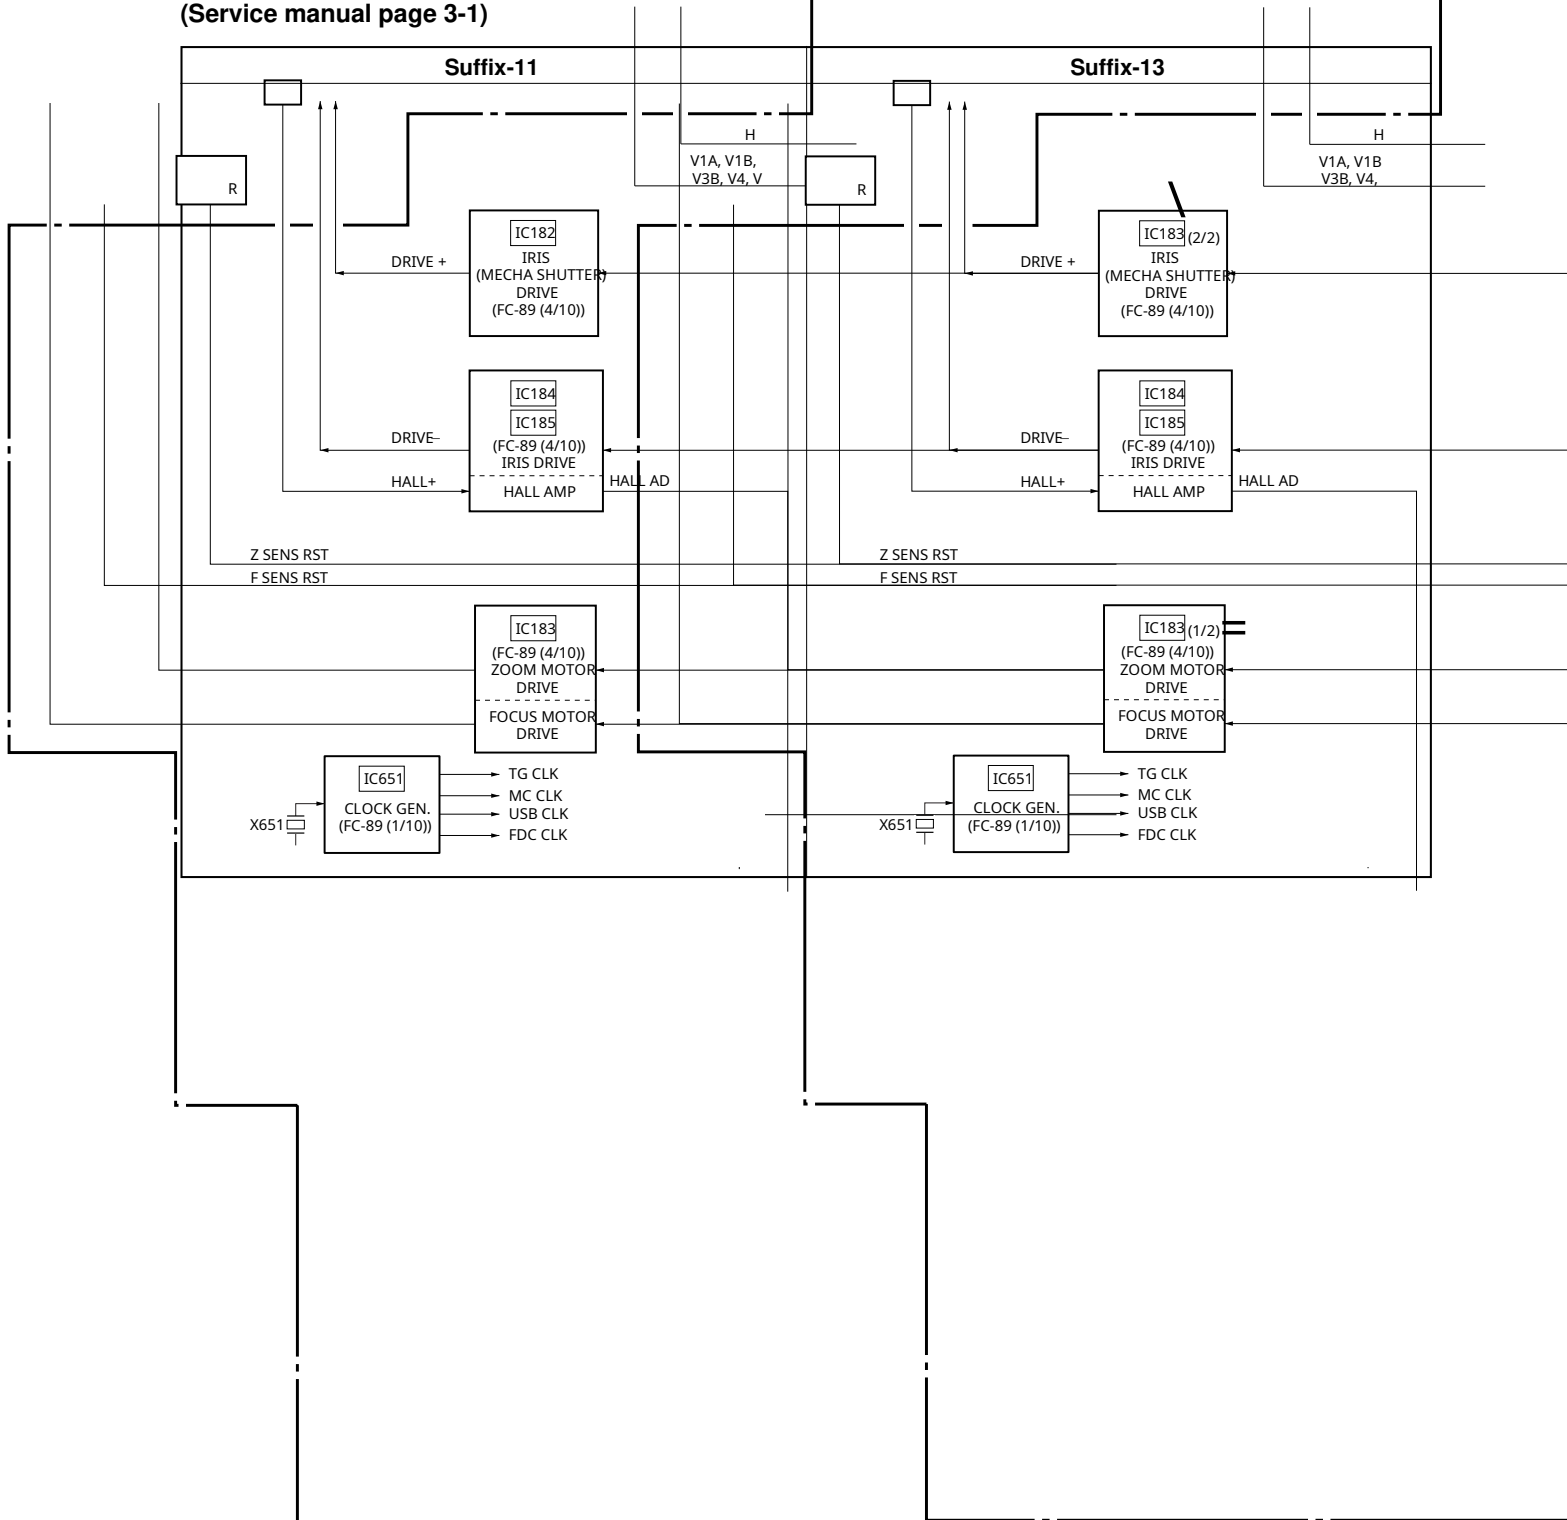 (Service manual page 3-1)
Suffix-11
H
V1A, V1B,
V3B, V4, V
R
IC182
IRIS
(MECHA SHUTTER)
DRIVE
(FC-89 (4/10))
DRIVE +
IC184
IC185
(FC-89 (4/10))
IRIS DRIVE
HALL AMP
DRIVE–
HALL+
HALL AD
Z SENS RST
F SENS RST
IC183
(FC-89 (4/10))
ZOOM MOTOR
DRIVE
FOCUS MOTOR
DRIVE
IC651
CLOCK GEN.
(FC-89 (1/10))
X651
TG CLK
MC CLK
USB CLK
FDC CLK
Suffix-13
H
V1A, V1B
V3B, V4,
R
IC183 (2/2)
IRIS
(MECHA SHUTTER)
DRIVE
(FC-89 (4/10))
DRIVE +
IC184
IC185
(FC-89 (4/10))
IRIS DRIVE
HALL AMP
DRIVE–
HALL+
HALL AD
Z SENS RST
F SENS RST
IC183 (1/2)
(FC-89 (4/10))
ZOOM MOTOR
DRIVE
FOCUS MOTOR
DRIVE
IC651
CLOCK GEN.
(FC-89 (1/10))
X651
TG CLK
MC CLK
USB CLK
FDC CLK